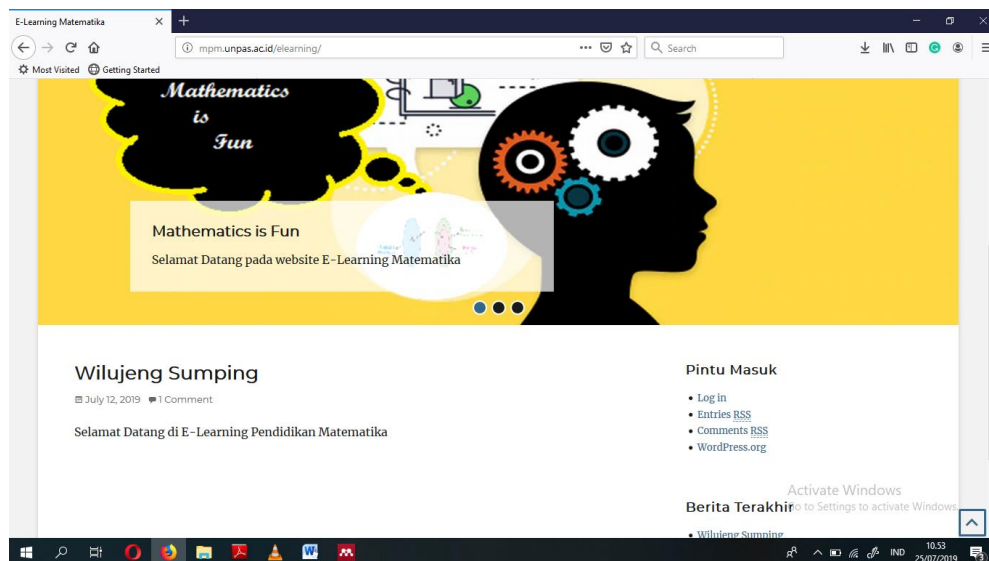 E-Learning Matematika
mpm.unpas.ac.id/elearning/
Search
Most Visited
Getting Started
Mathematics
is
Fun
Mathematics is Fun
Selamat Datang pada website E-Learning Matematika
Wilujeng Sumping
July 12, 2019
1 Comment
Selamat Datang di E-Learning Pendidikan Matematika
Pintu Masuk
Log in
Entries RSS
Comments RSS
WordPress.org
Activate Windows
Go to Settings to activate Windows.
Berita Terakhir
Wilujeng Sumping
IND
10.53
25/07/2019